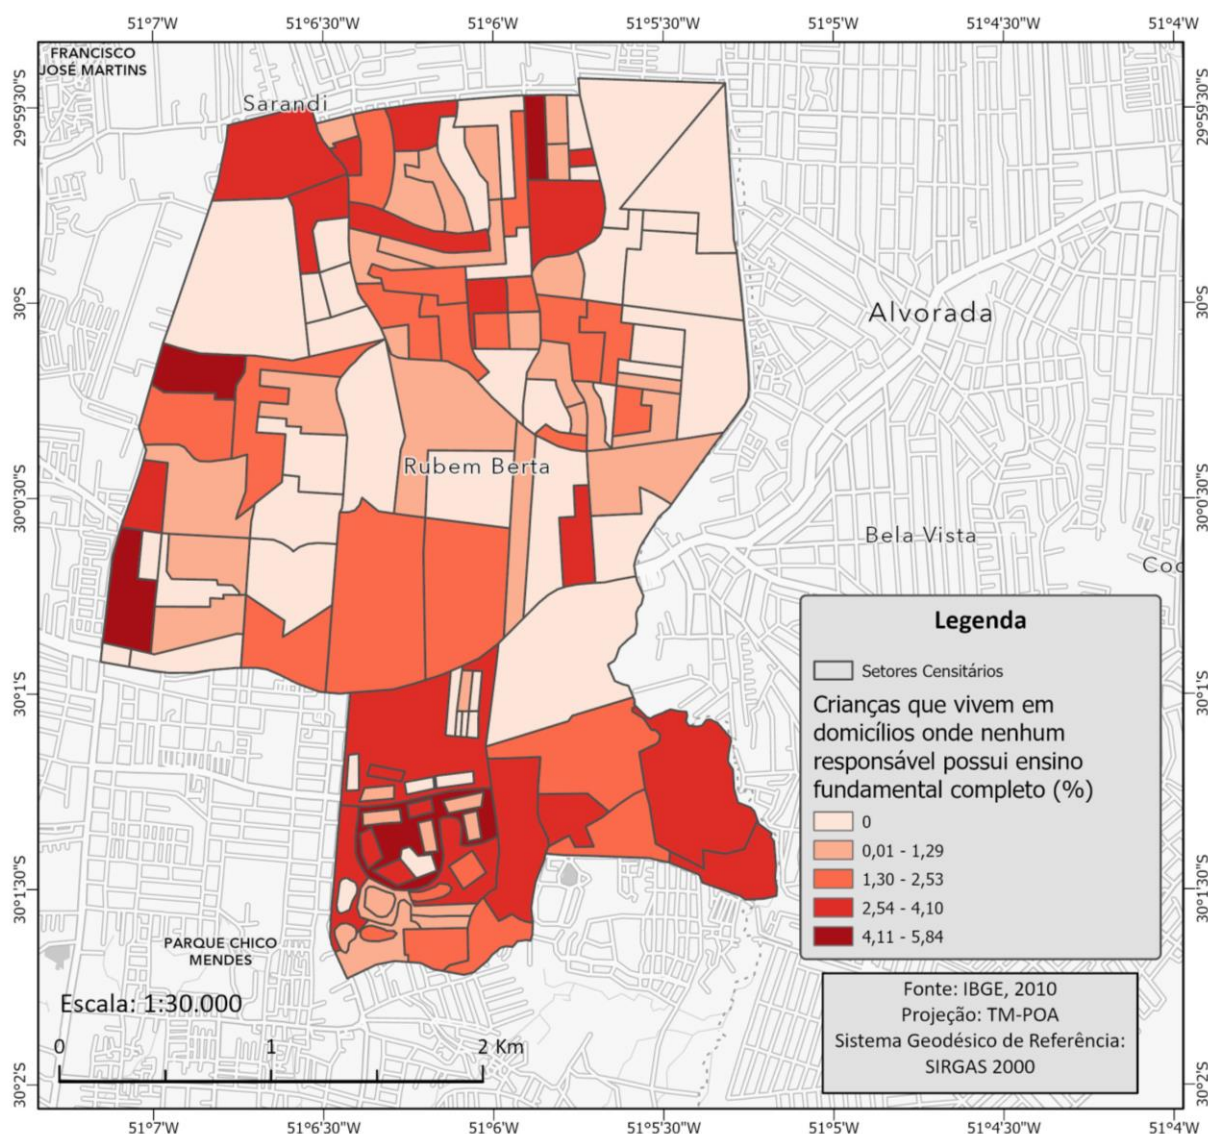 51°7'W 51°6'30"W 51°6'W 51°5'30"W 51°5'W 51°4'30"W 51°4'W
FRANCISCO
JOSÉ MARTINS
Sarandi
29°59'30"S 29°59'30"S
30°S 30°S
Alvorada
Rubem Berta
30°0'30"S 30°0'30"S
Bela Vista
Coc
Legenda
Setores Censitários
Crianças que vivem em
domicílios onde nenhum
responsável possui ensino
fundamental completo (%)
0
0,01 - 1,29
1,30 - 2,53
2,54 - 4,10
4,11 - 5,84
30°1'S 30°1'S
30°1'30"S 30°1'30"S
PARQUE CHICO
MENDES
Escala: 1:30.000
0 1 2 Km
Fonte: IBGE, 2010
Projeção: TM-POA
Sistema Geodésico de Referência:
SIRGAS 2000
30°2'S 30°2'S
51°7'W 51°6'30"W 51°6'W 51°5'30"W 51°5'W 51°4'30"W 51°4'W